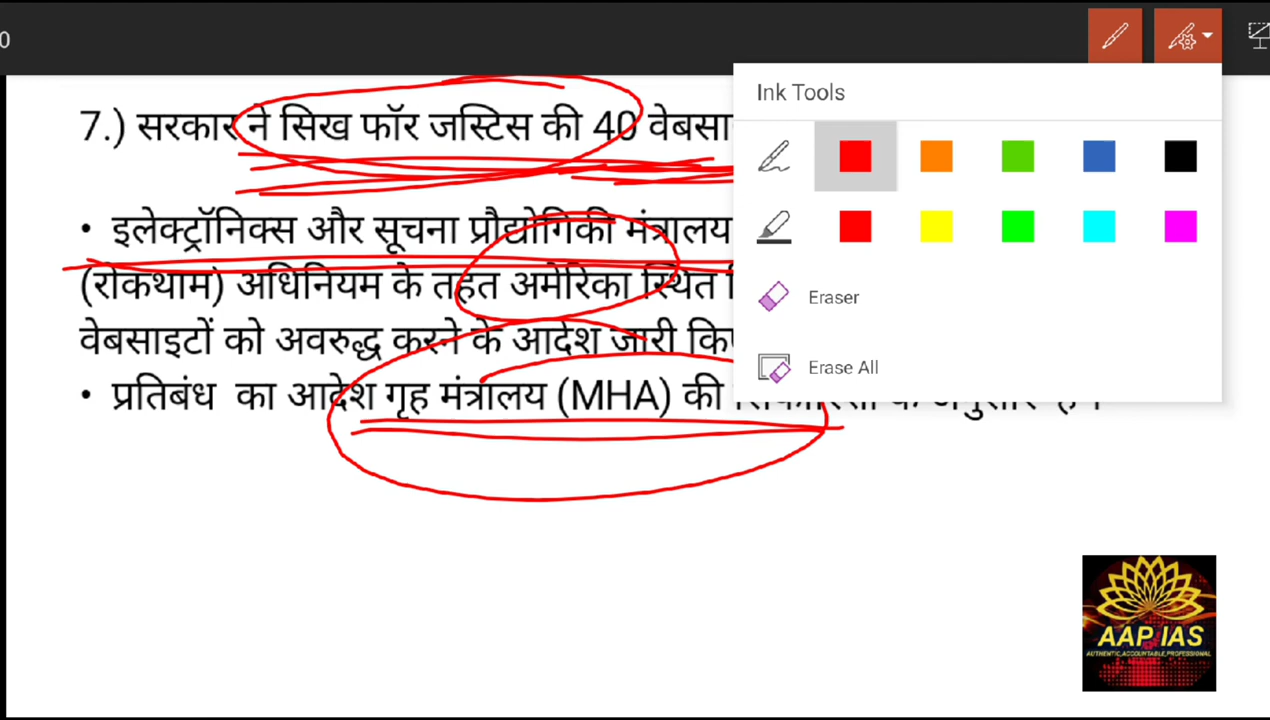 0
7.) सरकार ने सिख फॉर जस्टिस की 40
Ink Tools
• इलेक्ट्रॉनिक्स और सूचना प्रौद्योगिकी मंत्रालय
(रोकथाम) अधिनियम के तहत अमेरिका स्थित
Eraser
वेबसाइटों को अवरुद्ध करने के आदेश जारी
Erase All
• प्रतिबंध का आदेश गृह मंत्रालय (MHA) की
AAP IAS
AUTHENTIC,ACCOUNTABLE,PROFESSIONAL